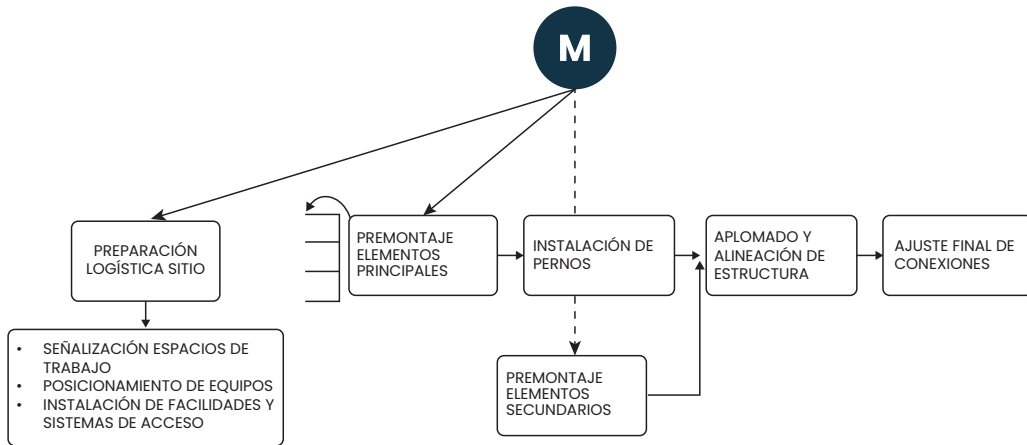 M
PREPARACIÓN
LOGÍSTICA SITIO
• SEÑALIZACIÓN ESPACIOS DE
TRABAJO
• POSICIONAMIENTO DE EQUIPOS
• INSTALACIÓN DE FACILIDADES Y
SISTEMAS DE ACCESO
PREMONTAJE
ELEMENTOS
PRINCIPALES
INSTALACIÓN DE
PERNOS
PREMONTAJE
ELEMENTOS
SECUNDARIOS
APLOMADO Y
ALINEACIÓN DE
ESTRUCTURA
AJUSTE FINAL DE
CONEXIONES